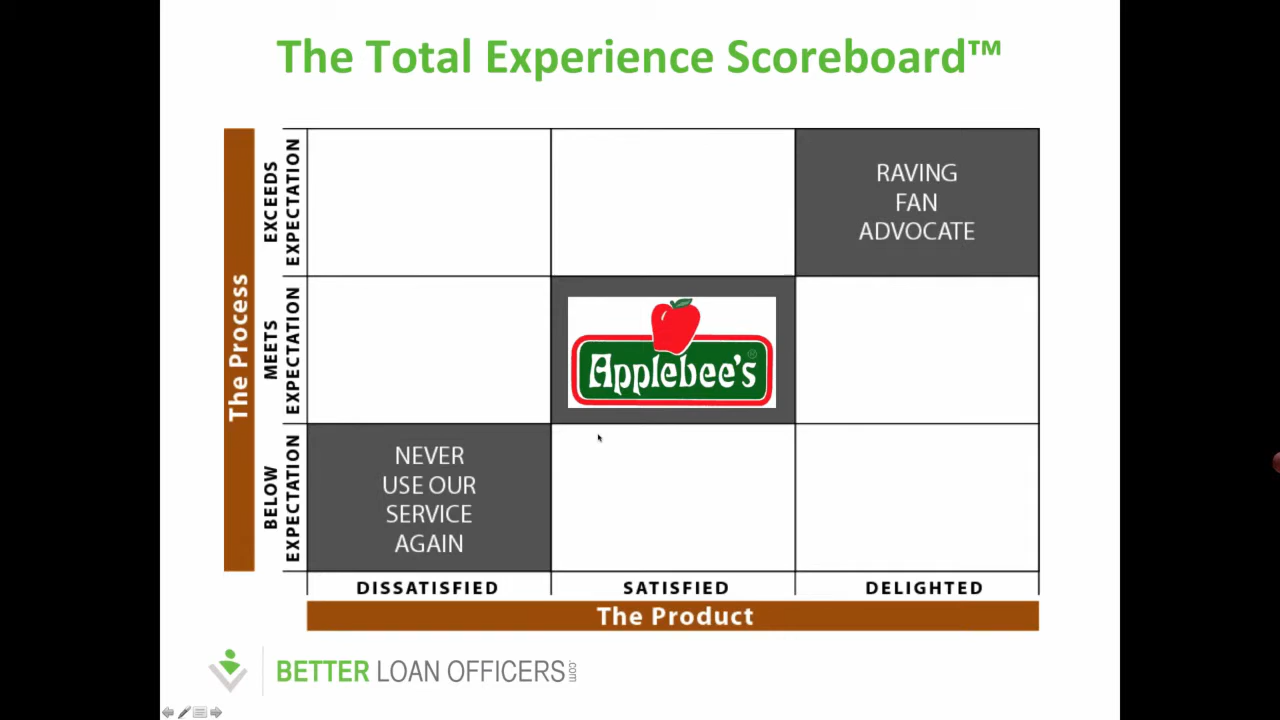 The Total Experience Scoreboard™
The Process
EXCEEDS
EXPECTATION
MEETS
EXPECTATION
BELOW
EXPECTATION
RAVING
FAN
ADVOCATE
Applebee's®
NEVER
USE OUR
SERVICE
AGAIN
DISSATISFIED
SATISFIED
DELIGHTED
The Product
BETTER LOAN OFFICERS.com